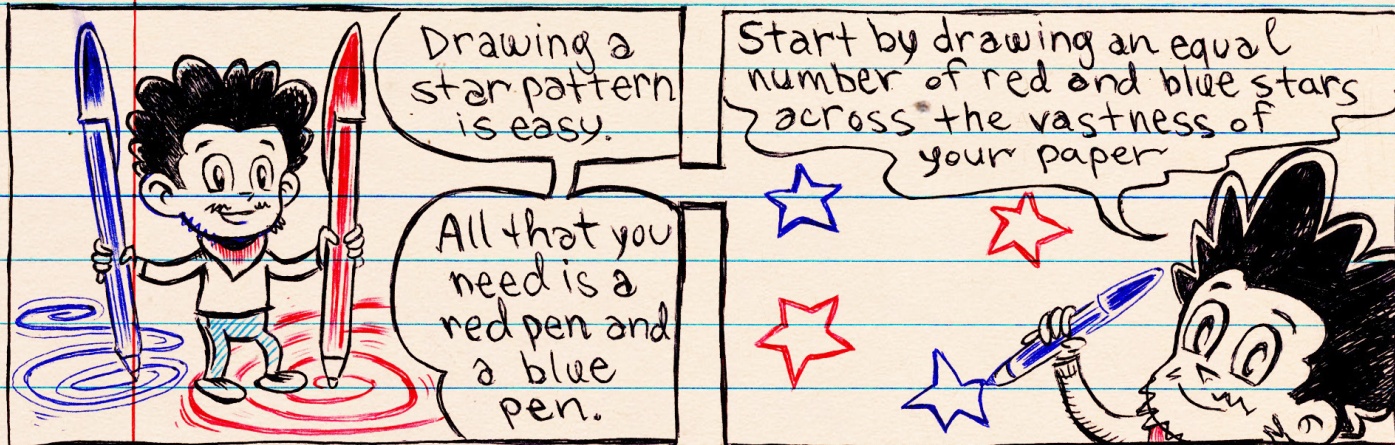 Drawing a
star pattern
is easy.
All that you
need is a
red pen and
a blue
pen.
Start by drawing an equal
number of red and blue stars
across the vastness of
your paper